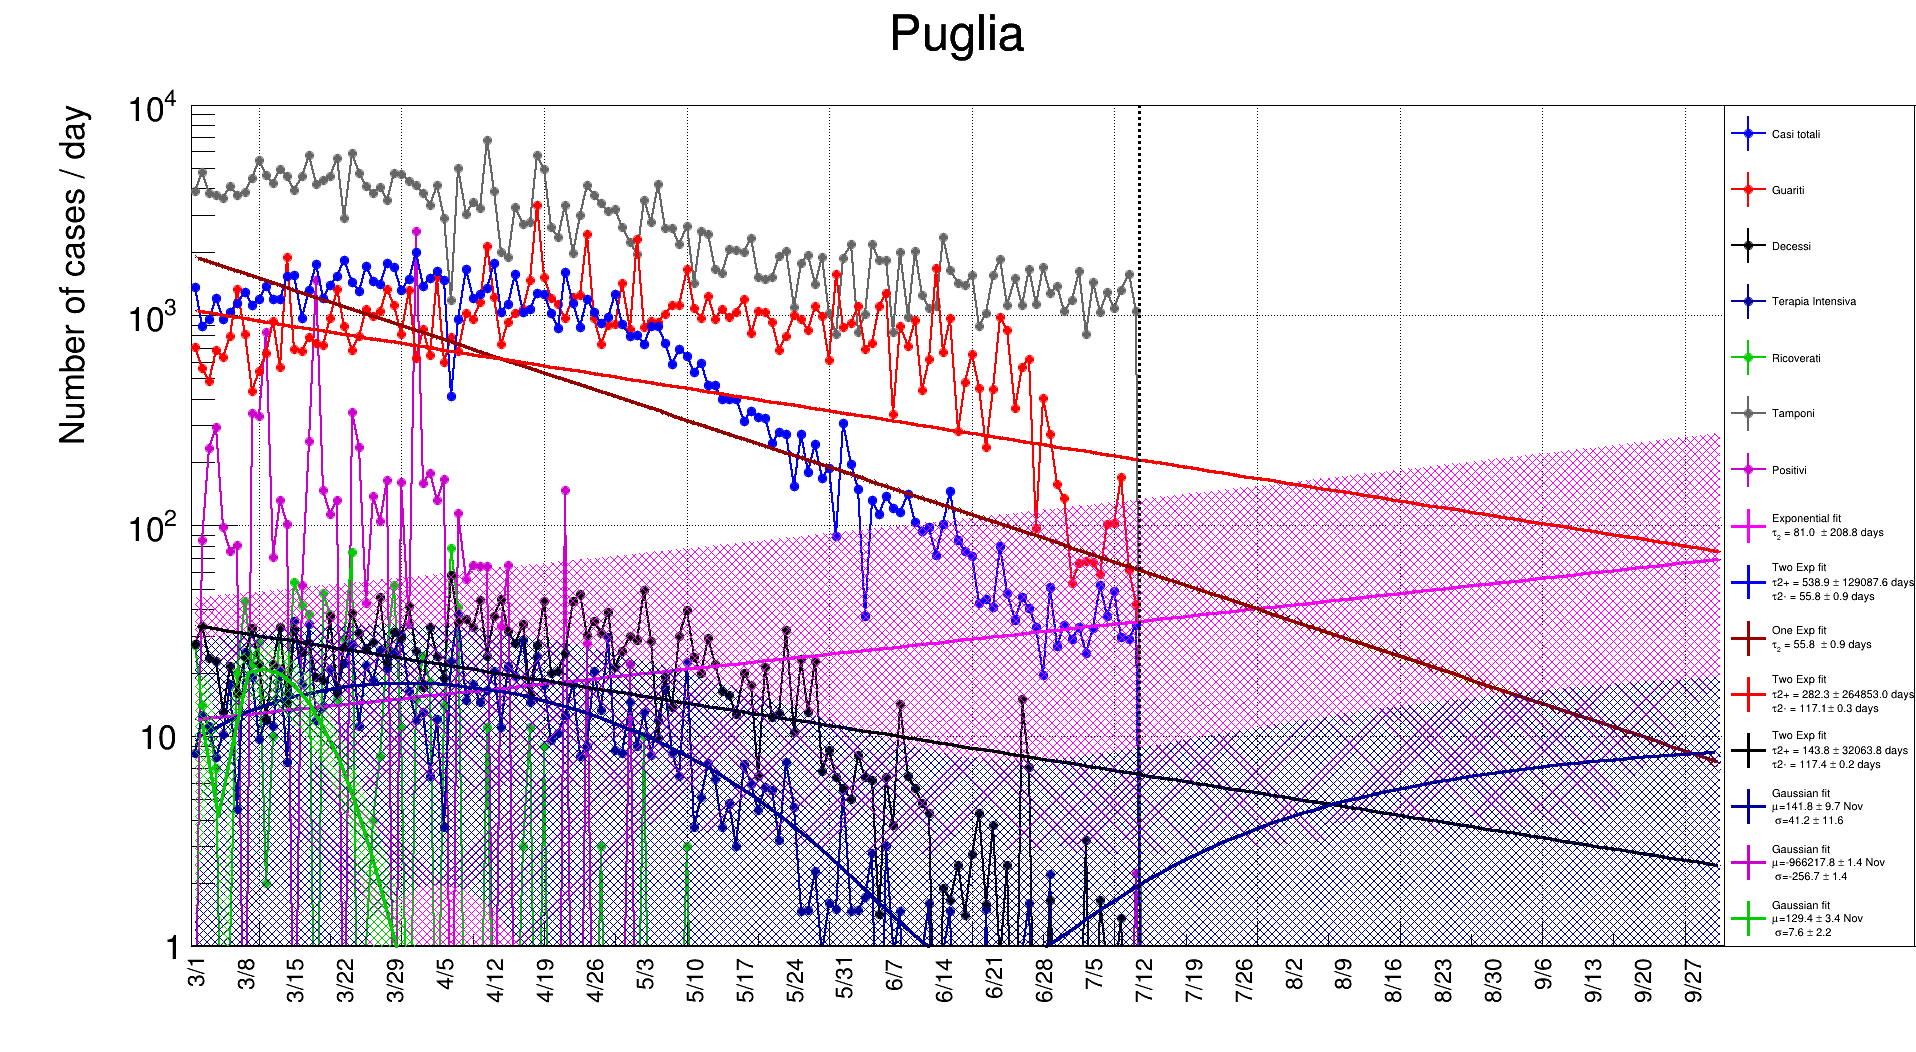 Puglia
Number of cases / day
10^4
10^3
10^2
10
1
3/1 3/8 3/15 3/22 3/29 4/5 4/12 4/19 4/26 5/3 5/10 5/17 5/24 5/31 6/7 6/14 6/21 6/28 7/5 7/12 7/19 7/26 8/2 8/9 8/16 8/23 8/30 9/6 9/13 9/20 9/27
Casi totali
Guariti
Decessi
Terapia Intensiva
Ricoverati
Tamponi
Positivi
Exponential fit
τ2 = 81.0 ± 208.8 days
Two Exp fit
τ2+ = 538.9 ± 129087.6 days
τ2- = 55.8 ± 0.9 days
One Exp fit
τ2 = 55.8 ± 0.9 days
Two Exp fit
τ2+ = 282.3 ± 264853.0 days
τ2- = 117.1 ± 0.3 days
Two Exp fit
τ2+ = 143.8 ± 32063.8 days
τ2- = 117.4 ± 0.2 days
Gaussian fit
μ=141.8 ± 9.7 Nov
σ=41.2 ± 11.6
Gaussian fit
μ=-966217.8 ± 1.4 Nov
σ=-256.7 ± 1.4
Gaussian fit
μ=129.4 ± 3.4 Nov
σ=7.6 ± 2.2